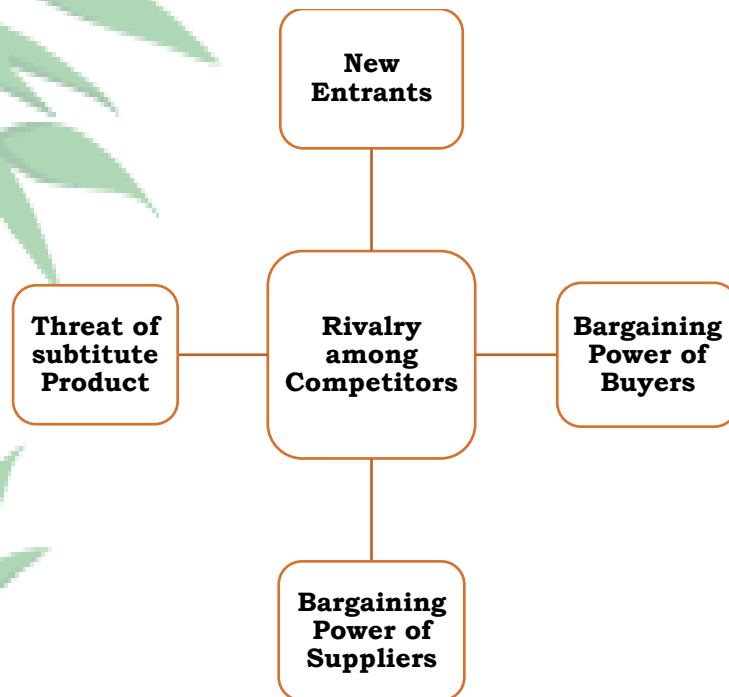 New
Entrants
Threat of
subtitute
Product
Rivalry
among
Competitors
Bargaining
Power of
Buyers
Bargaining
Power of
Suppliers